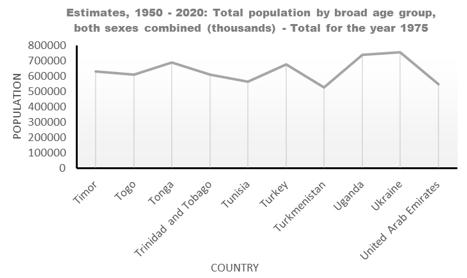 Estimates, 1950 - 2020: Total population by broad age group,
both sexes combined (thousands) - Total for the year 1975
POPULATION
800000
700000
600000
500000
400000
300000
200000
100000
0
Timor
Togo
Tonga
Trinidad and Tobago
Tunisia
Turkey
Turkmenistan
Uganda
Ukraine
United Arab Emirates
COUNTRY